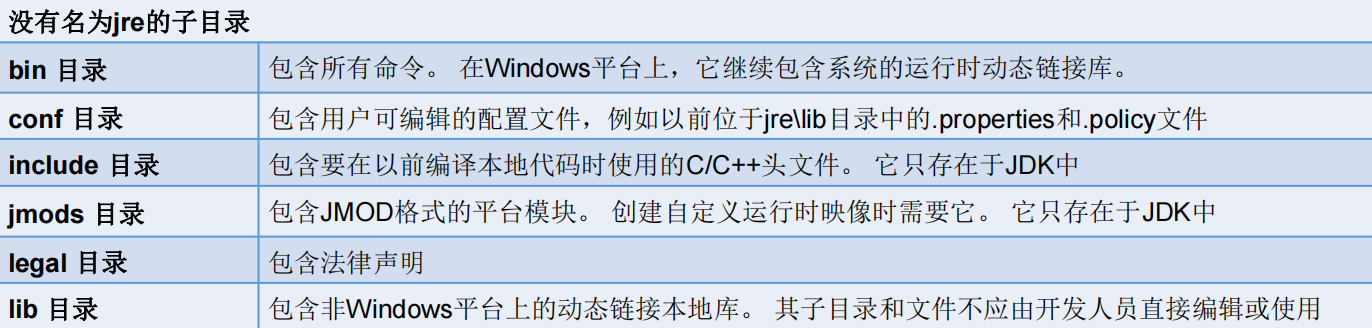 没有名为jre的子目录
bin 目录 包含所有命令。 在Windows平台上，它继续包含系统的运行时动态链接库。
conf 目录 包含用户可编辑的配置文件，例如以前位于jre\lib目录中的.properties和.policy文件
include 目录 包含要在以前编译本地代码时使用的C/C++头文件。 它只存在于JDK中
jmods 目录 包含JMOD格式的平台模块。 创建自定义运行时映像时需要它。 它只存在于JDK中
legal 目录 包含法律声明
lib 目录 包含非Windows平台上的动态链接本地库。 其子目录和文件不应由开发人员直接编辑或使用